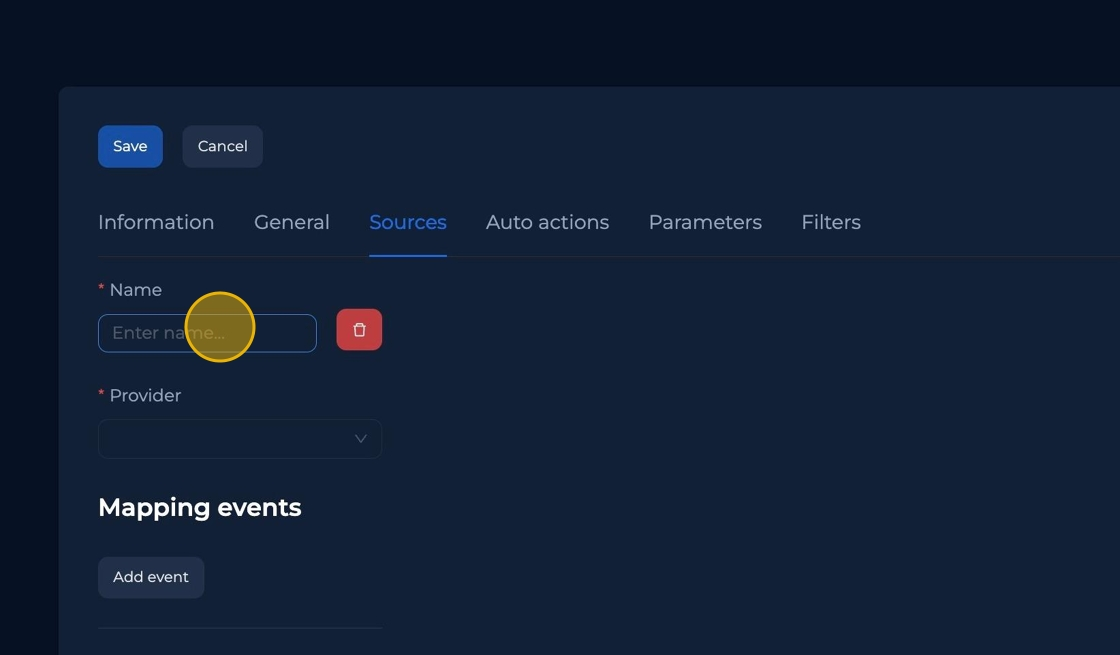 Save Cancel
Information General Sources Auto actions Parameters Filters
* Name
Enter name...
* Provider
Mapping events
Add event